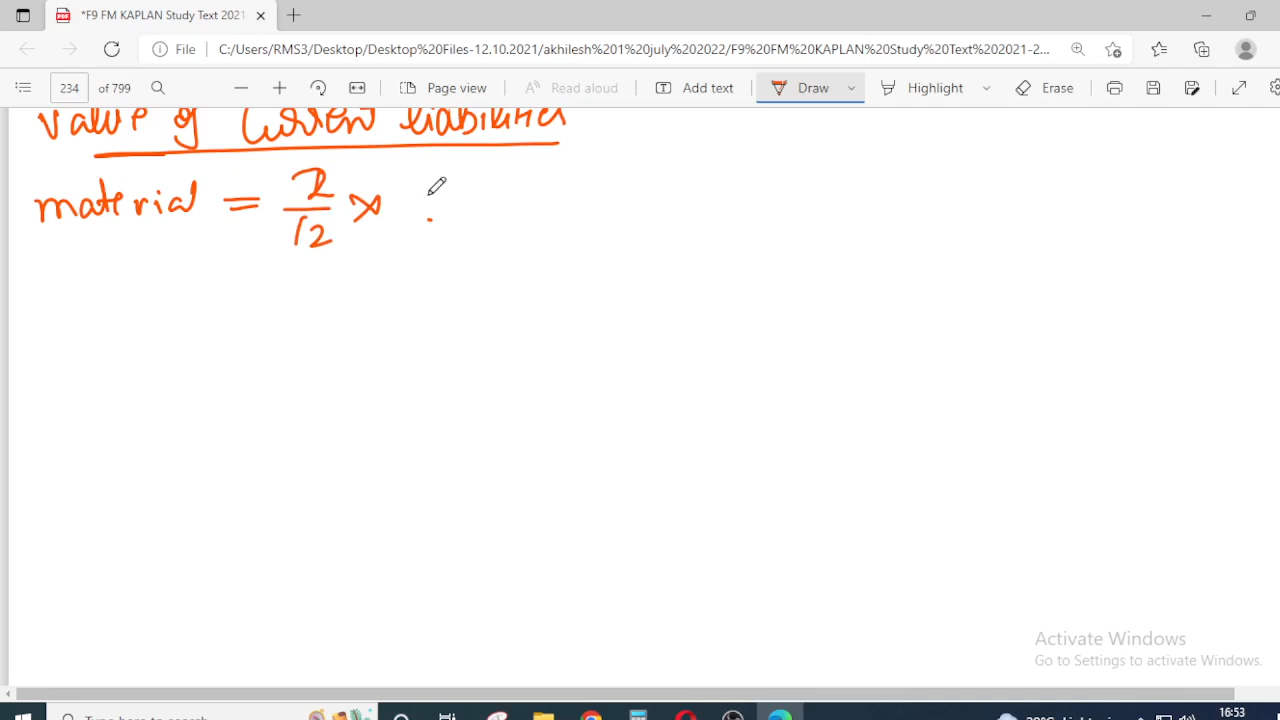 *F9 FM KAPLAN Study Text 2021
File C:/Users/RMS3/Desktop/Desktop%20Files-12.10.2021/akhilesh%201%20july%202022/F9%20FM%20KAPLAN%20Study%20Text%202021-2...
234 of 799 Page view Read aloud Add text Draw Highlight Erase
Value of Current liabilities
material = 2/12 ×
Activate Windows
Go to Settings to activate Windows.
16:53